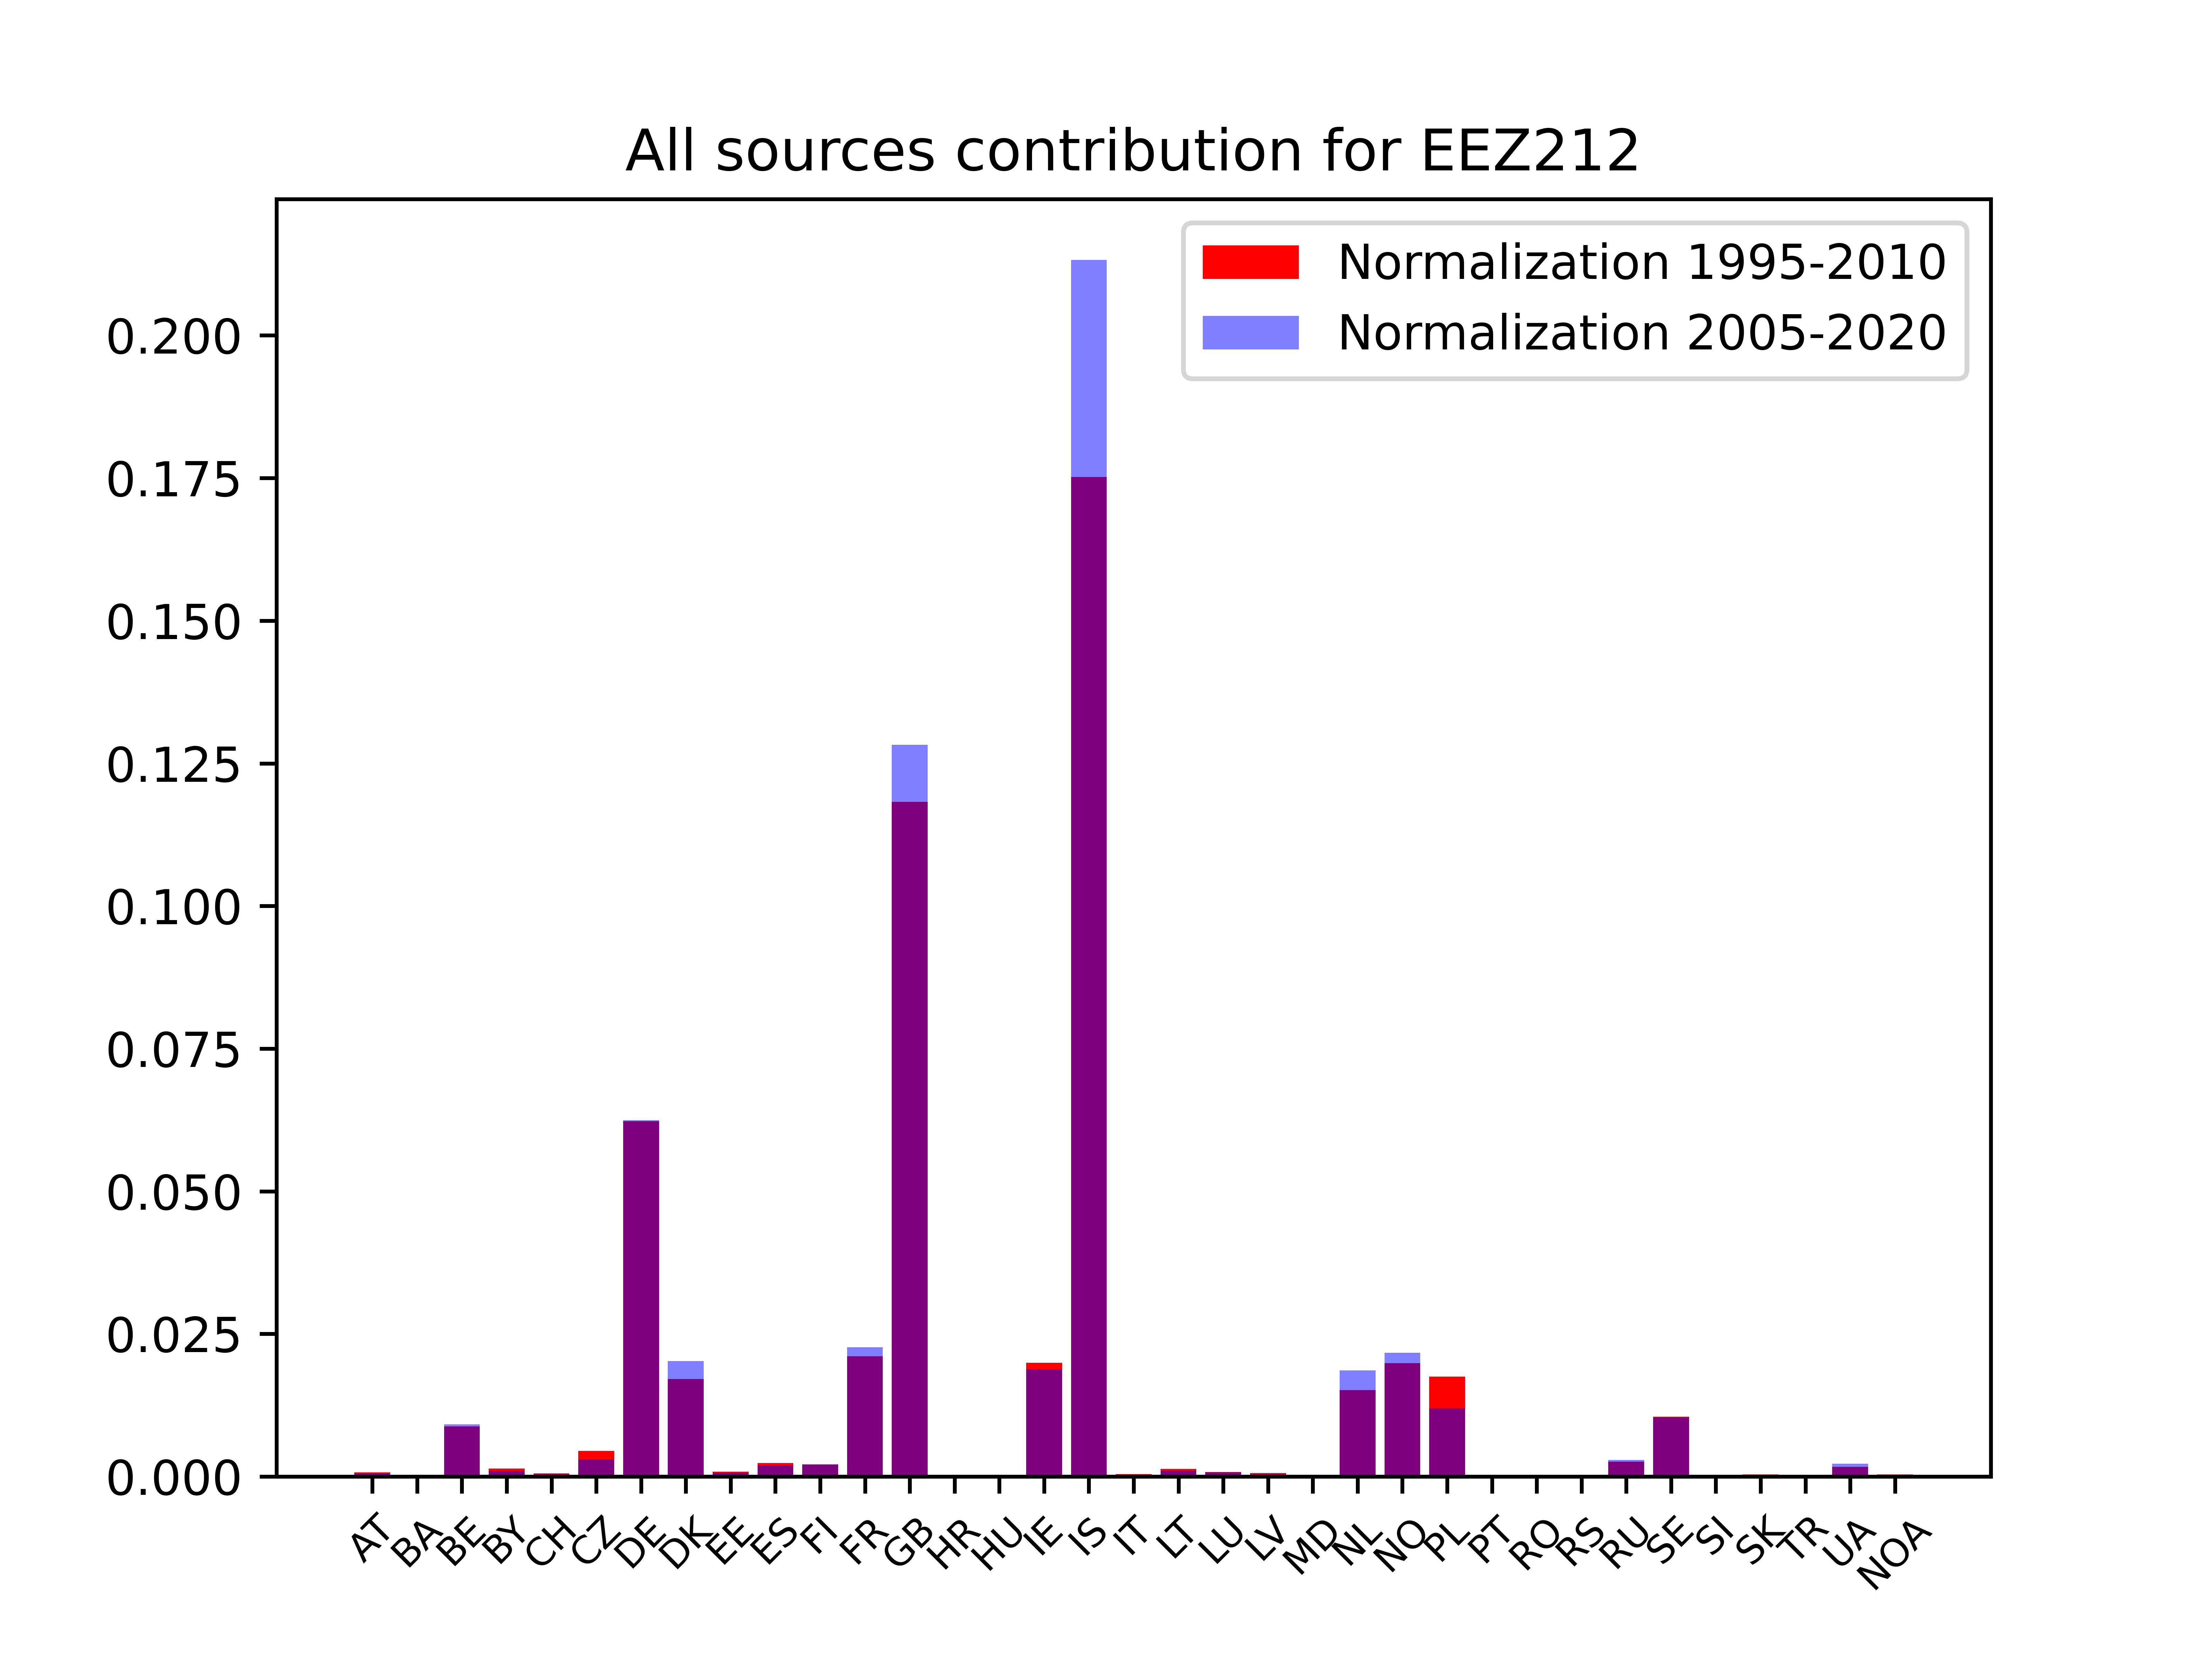 All sources contribution for EEZ212
Normalization 1995-2010
Normalization 2005-2020
0.200
0.175
0.150
0.125
0.100
0.075
0.050
0.025
0.000
AT BA BE BY CH CZ DE DK EE ES FI FR GB HR HU IE IS IT LT LU LV MD NL NO PL PT RO RS RU SE SI SK TR UA NOA